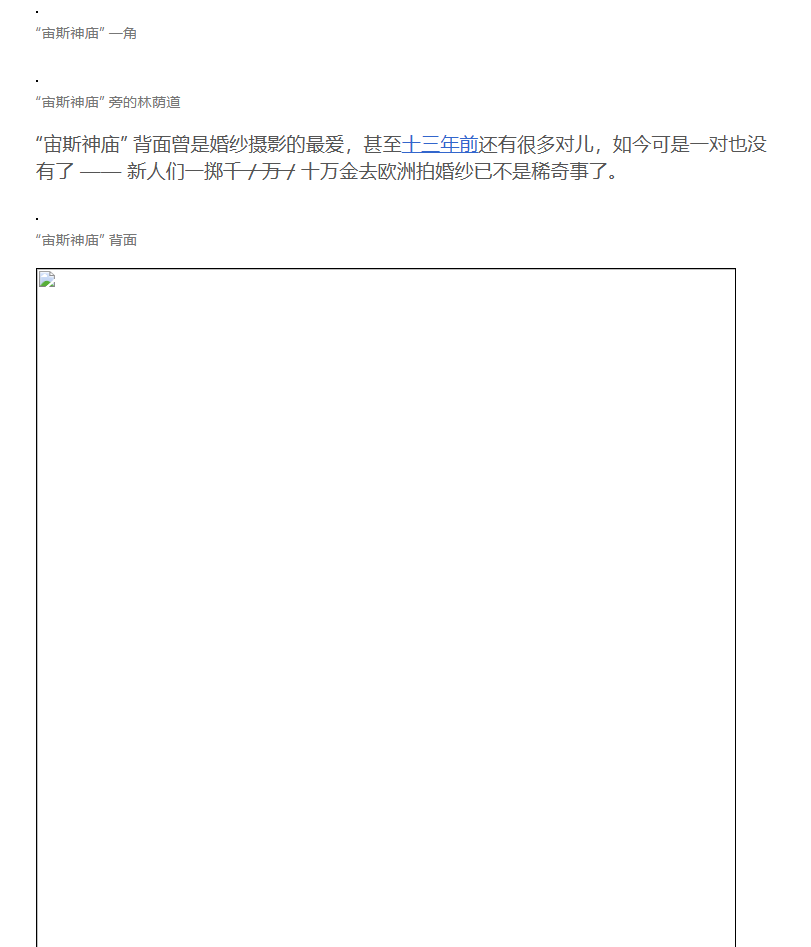 .
“宙斯神庙” 一角
.
“宙斯神庙” 旁的林荫道
“宙斯神庙” 背面曾是婚纱摄影的最爱，甚至十三年前还有很多对儿，如今可是一对也没
有了 —— 新人们一掷千 / 万 / 十万金去欧洲拍婚纱已不是稀奇事了。
.
“宙斯神庙” 背面